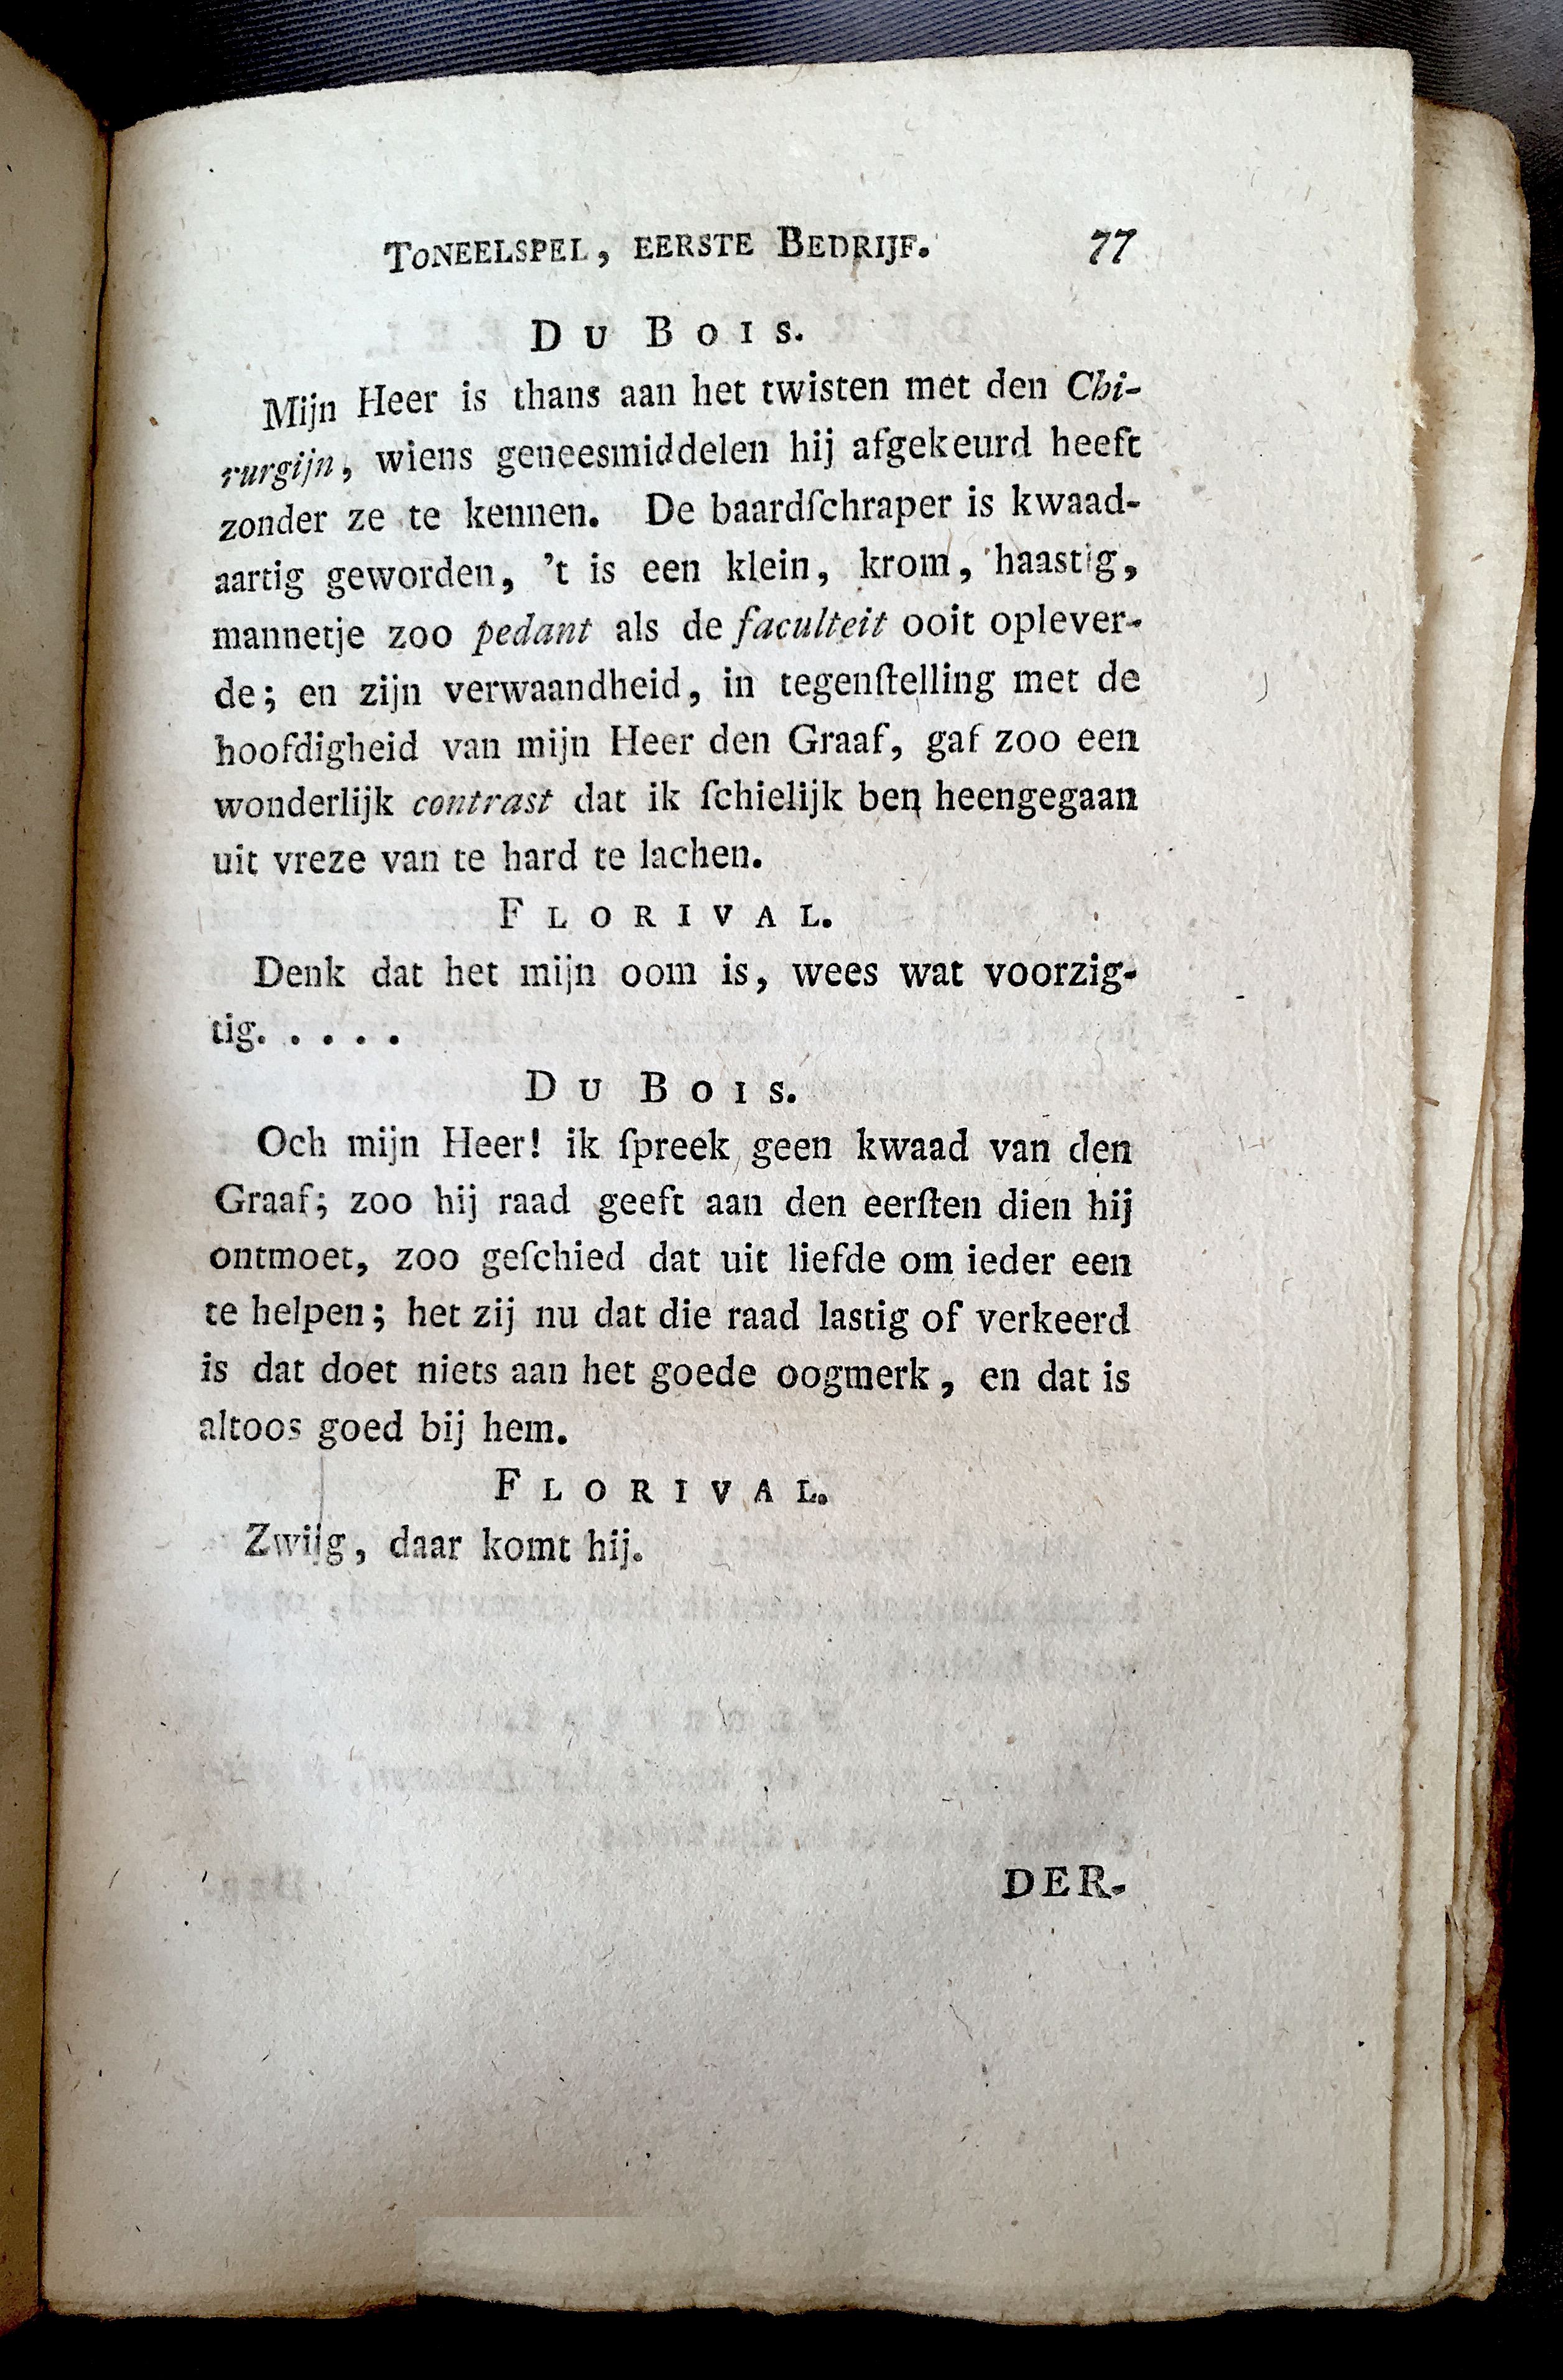 TONEELSPEL, EERSTE BEDRIJF. 77
DU BOIS.
Mijn Heer is thans aan het twisten met den Chi-
rurgijn, wiens geneesmiddelen hij afgekeurd heeft
zonder ze te kennen. De baardſchraper is kwaad-
aartig geworden, 't is een klein, krom, haastig,
mannetje zoo pedant als de faculteit ooit oplever-
de; en zijn verwaandheid, in tegenſtelling met de
hoofdigheid van mijn Heer den Graaf, gaf zoo een
wonderlijk contrast dat ik ſchielijk ben heengegaan
uit vreze van te hard te lachen.
FLORIVAL.
Denk dat het mijn oom is, wees wat voorzig-
tig. . . . . .
DU BOIS.
Och mijn Heer! ik ſpreek geen kwaad van den
Graaf; zoo hij raad geeft aan den eerſten dien hij
ontmoet, zoo geſchied dat uit liefde om ieder een
te helpen; het zij nu dat die raad lastig of verkeerd
is dat doet niets aan het goede oogmerk, en dat is
altoos goed bij hem.
FLORIVAL.
Zwijg, daar komt hij.
DER-